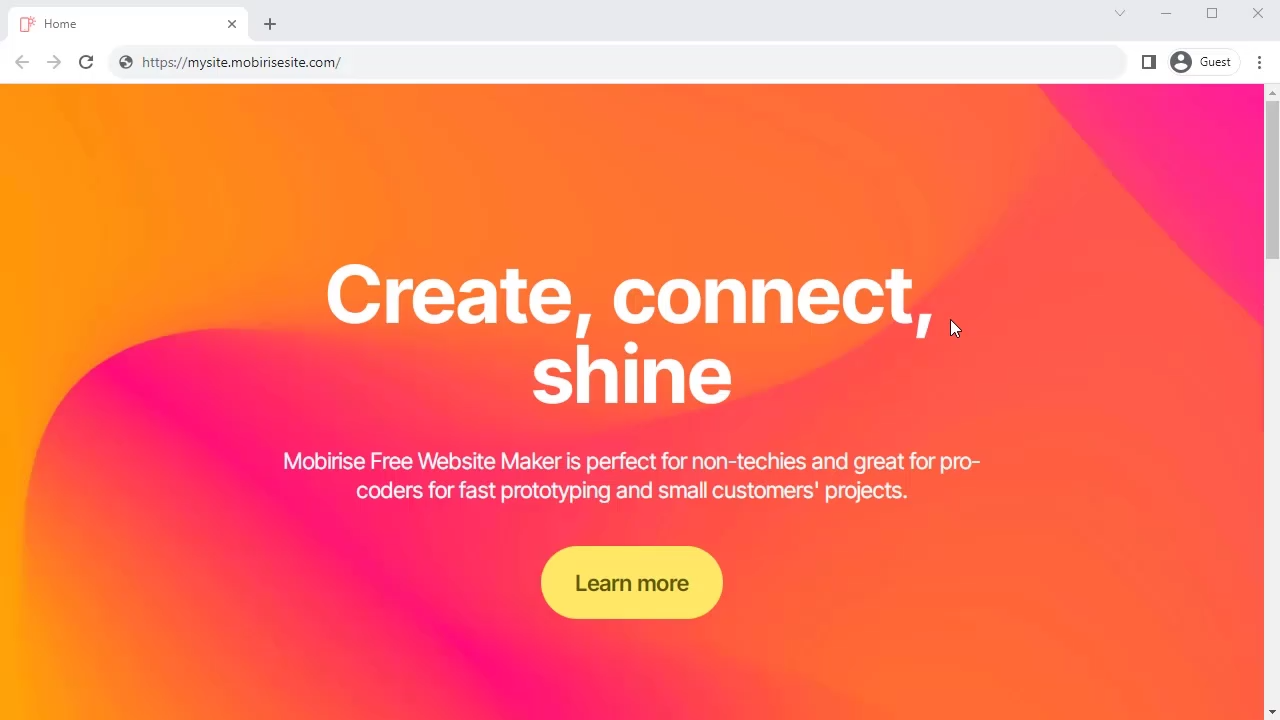 Home
https://mysite.mobirisesite.com/
Guest
Create, connect,
shine
Mobirise Free Website Maker is perfect for non-techies and great for pro-
coders for fast prototyping and small customers' projects.
Learn more